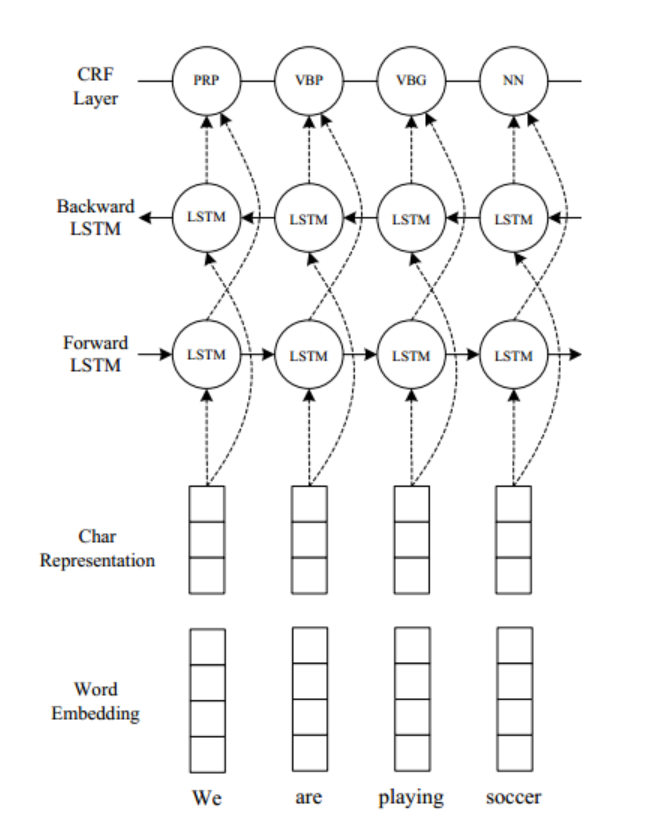 CRF
Layer
PRP VBP VBG NN
Backward
LSTM
LSTM LSTM LSTM LSTM
Forward
LSTM
LSTM LSTM LSTM LSTM
Char
Representation
Word
Embedding
We are playing soccer